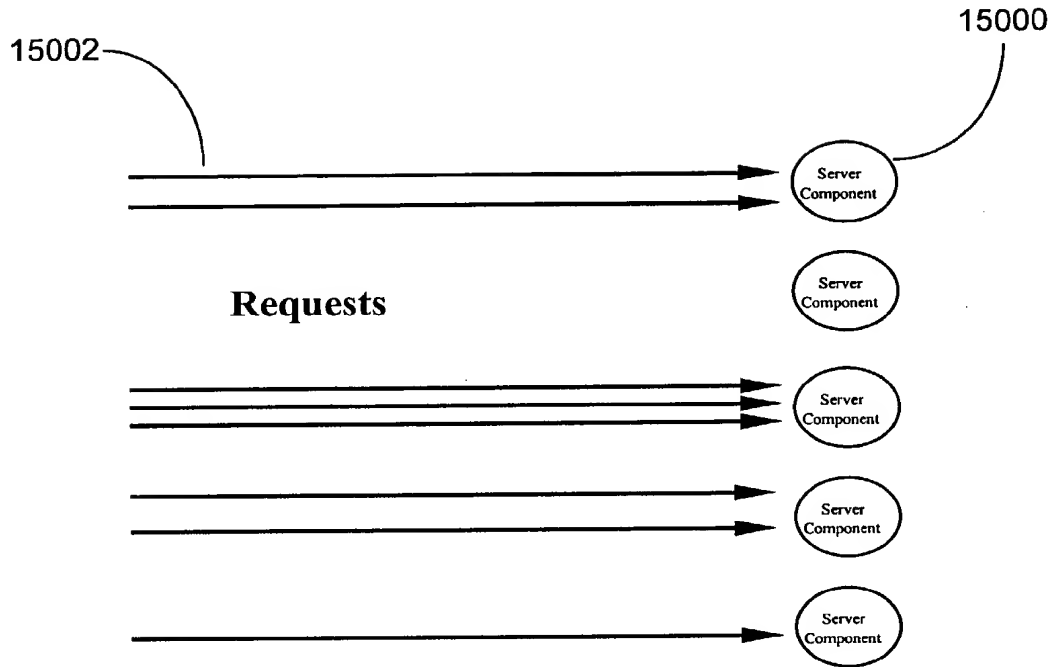 15000
15002
Server
Component
Server
Component
Requests
Server
Component
Server
Component
Server
Component